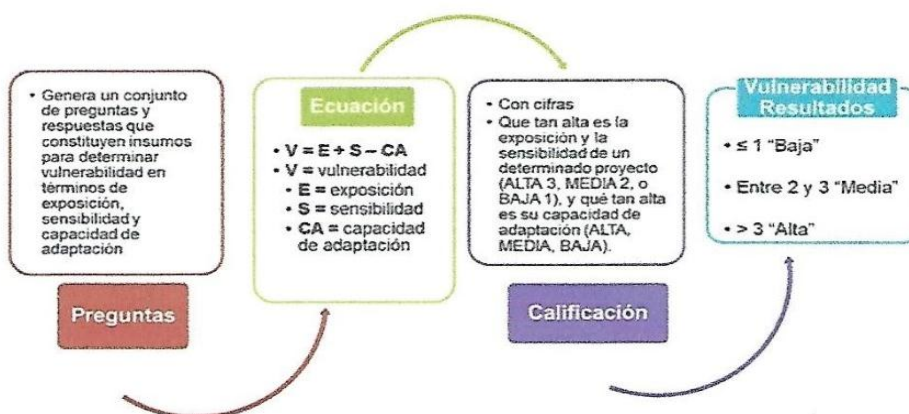 • Genera un conjunto
de preguntas y
respuestas que
constituyen insumos
para determinar
vulnerabilidad en
términos de
exposición,
sensibilidad y
capacidad de
adaptación
Preguntas
Ecuación
• V = E + S – CA
• V = vulnerabilidad
• E = exposición
• S = sensibilidad
• CA = capacidad
de adaptación
• Con cifras
• Que tan alta es la
exposición y la
sensibilidad de un
determinado proyecto
(ALTA 3, MEDIA 2, o
BAJA 1), y qué tan alta
es su capacidad de
adaptación (ALTA,
MEDIA, BAJA).
Calificación
Vulnerabilidad
Resultados
• ≤ 1 “Baja”
• Entre 2 y 3 “Media”
• > 3 “Alta”